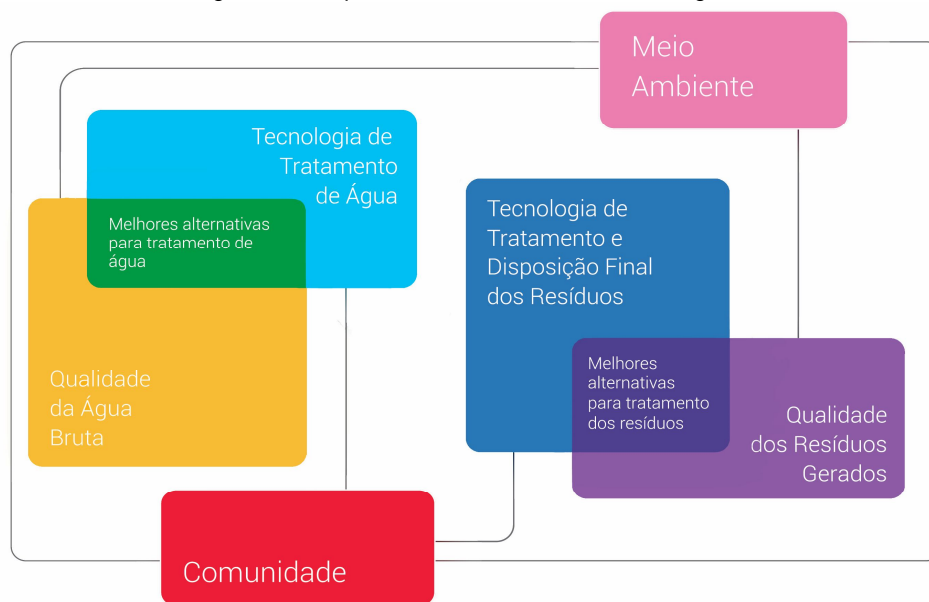 Meio
Ambiente
Tecnologia de
Tratamento
de Água
Melhores alternativas
para tratamento de
água
Qualidade
da Água
Bruta
Tecnologia de
Tratamento e
Disposição Final
dos Resíduos
Melhores
alternativas
para tratamento
dos resíduos
Qualidade
dos Resíduos
Gerados
Comunidade